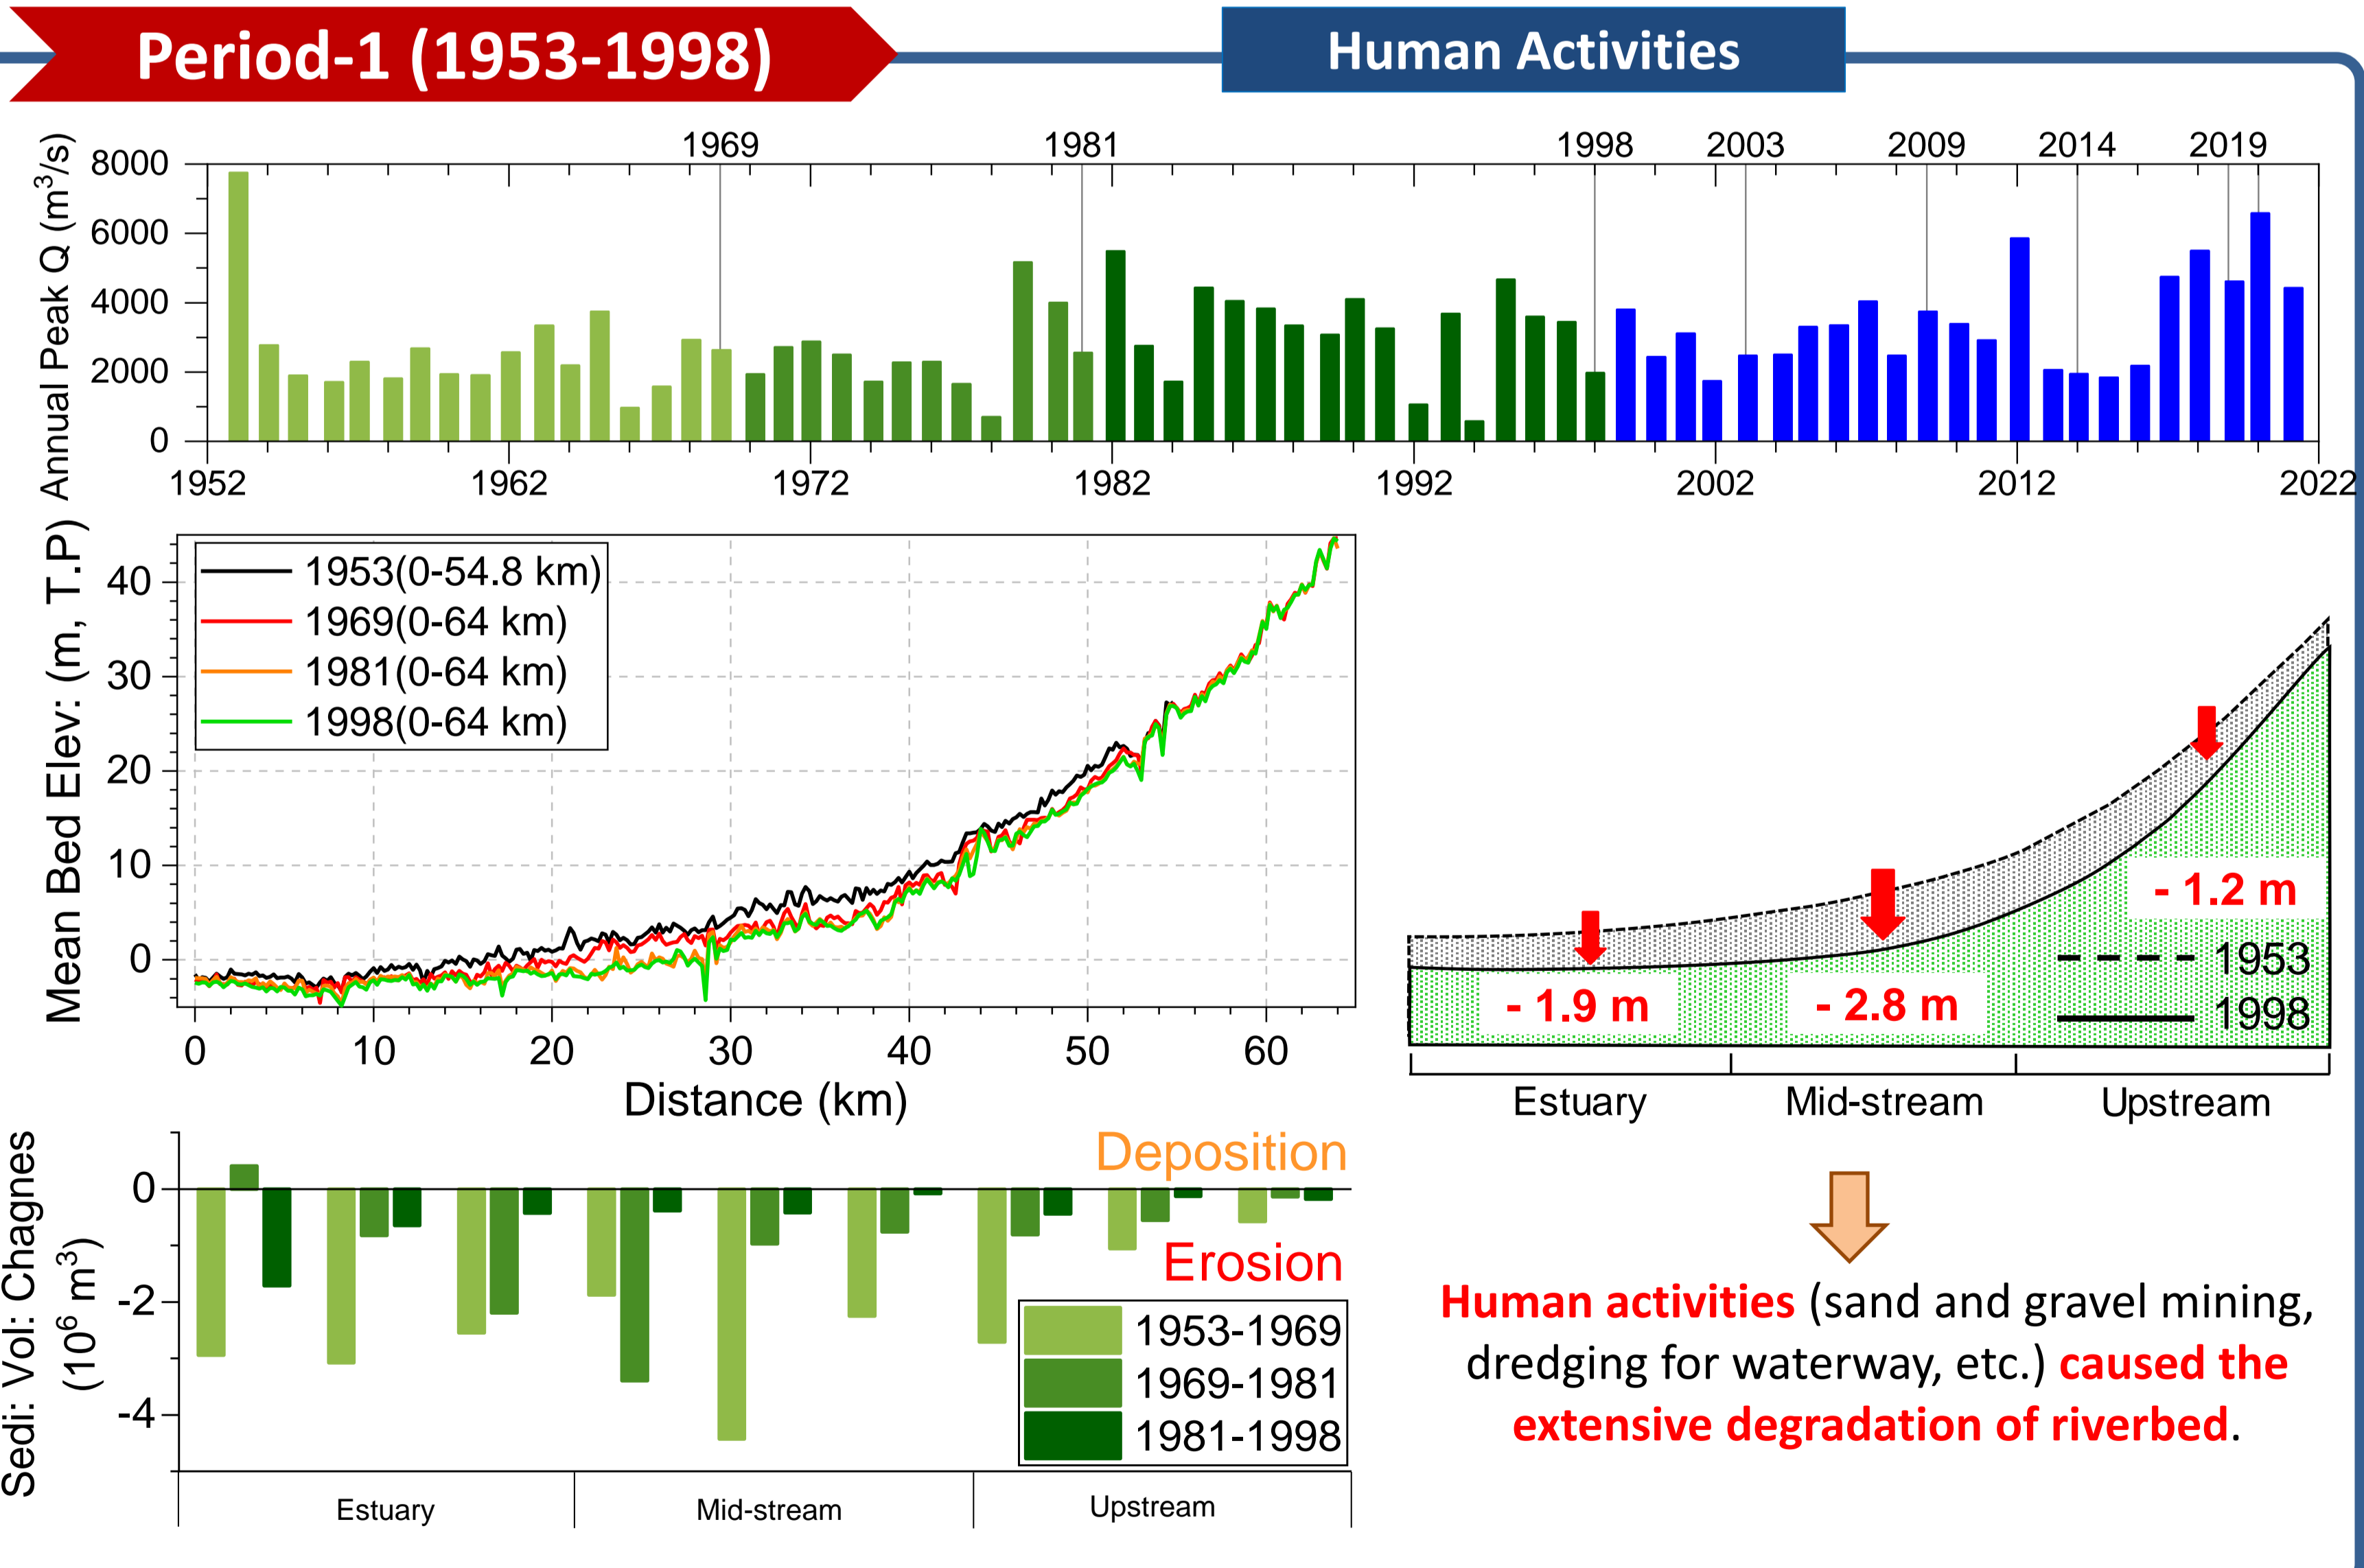 Period-1 (1953-1998)
Human Activities
Annual Peak Q (m³/s)
1969 1981 1998 2003 2009 2014 2019
8000
6000
4000
2000
0
1952 1962 1972 1982 1992 2002 2012 2022
Mean Bed Elev: (m, T.P)
40
30
20
10
0
1953(0-54.8 km)
1969(0-64 km)
1981(0-64 km)
1998(0-64 km)
0 10 20 30 40 50 60
Distance (km)
- 1.9 m
- 2.8 m
- 1.2 m
1953
1998
Estuary Mid-stream Upstream
Sedi: Vol: Chagnes
(10⁶ m³)
0
-2
-4
Deposition
Erosion
1953-1969
1969-1981
1981-1998
Estuary Mid-stream Upstream
Human activities (sand and gravel mining,
dredging for waterway, etc.) caused the
extensive degradation of riverbed.